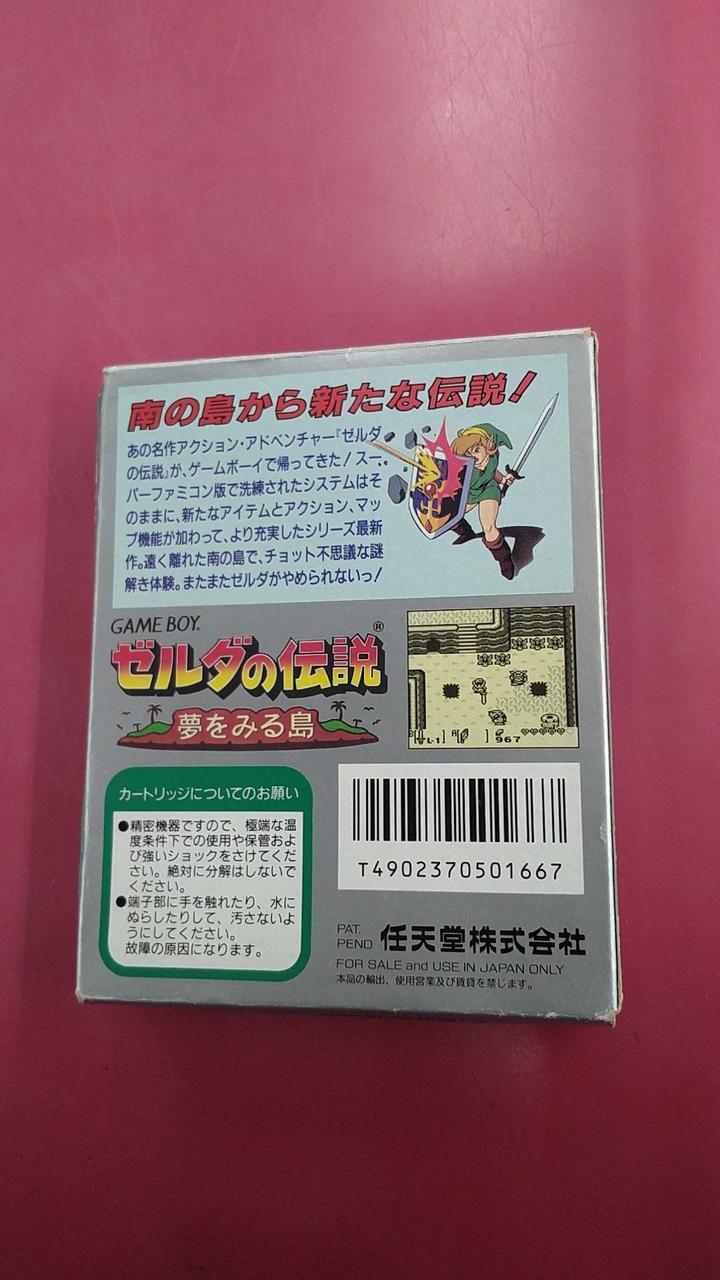 南の島から新たな伝説!
あの名作アクション・アドベンチャー『ゼルダ
の伝説』が、ゲームボーイで帰ってきた!スー
パーファミコン版で洗練されたシステムはそ
のままに、新たなアイテムとアクション、マッ
プ機能が加わって、より充実したシリーズ最新
作。遠く離れた南の島で、チョット不思議な謎
解き体験。またまたゼルダがやめられないっ!
GAME BOY®
ゼルダの伝説
夢をみる島
B L-1 A 967
カートリッジについてのお願い
●精密機器ですので、極端な温
度条件下での使用や保管およ
び強いショックをさけてくだ
さい。絶対に分解はしないで
ください。
●端子部に手を触れたり、水に
ぬらしたりして、汚さないよ
うにしてください。
故障の原因になります。
T4902370501667
PAT.
PEND 任天堂株式会社
FOR SALE and USE IN JAPAN ONLY
本品の輸出、使用営業及び賃貸を禁じます。